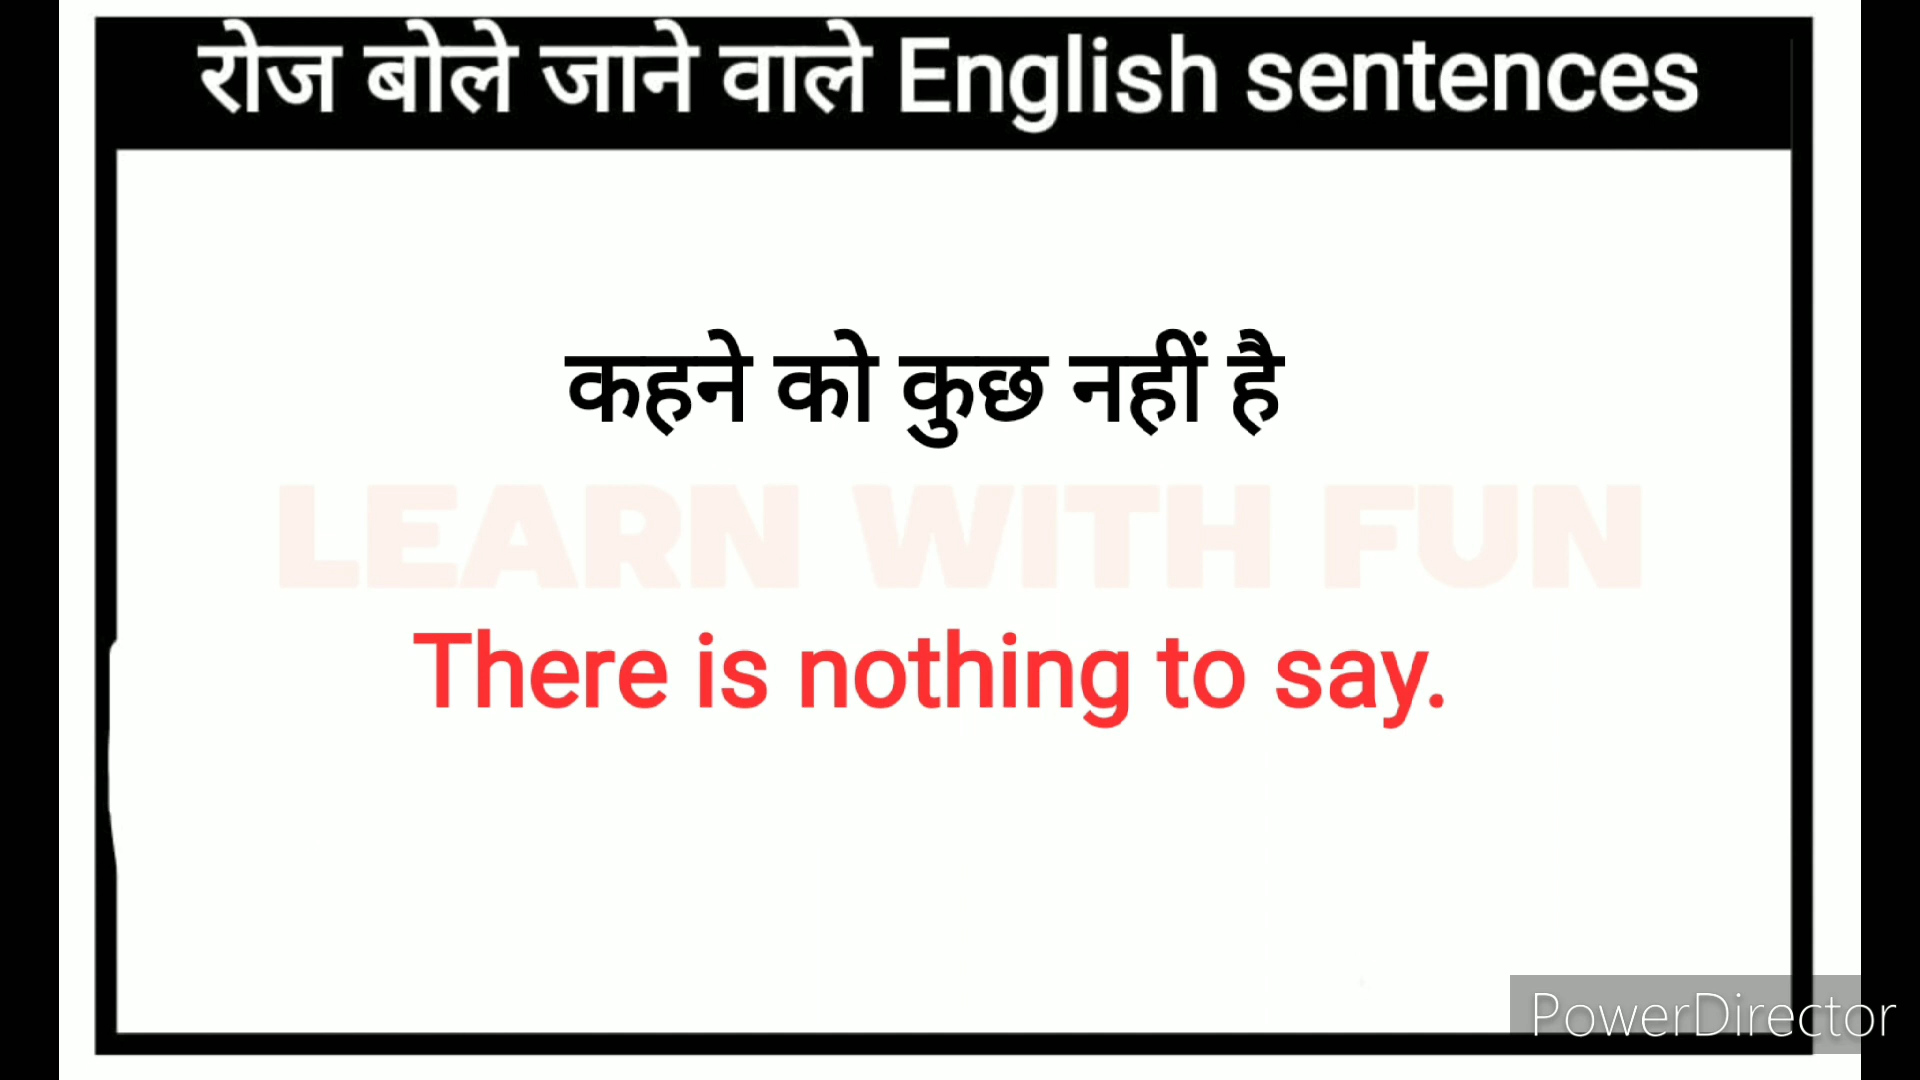 रोज बोले जाने वाले English sentences
कहने को कुछ नहीं है
LEARN WITH FUN
There is nothing to say.
PowerDirector